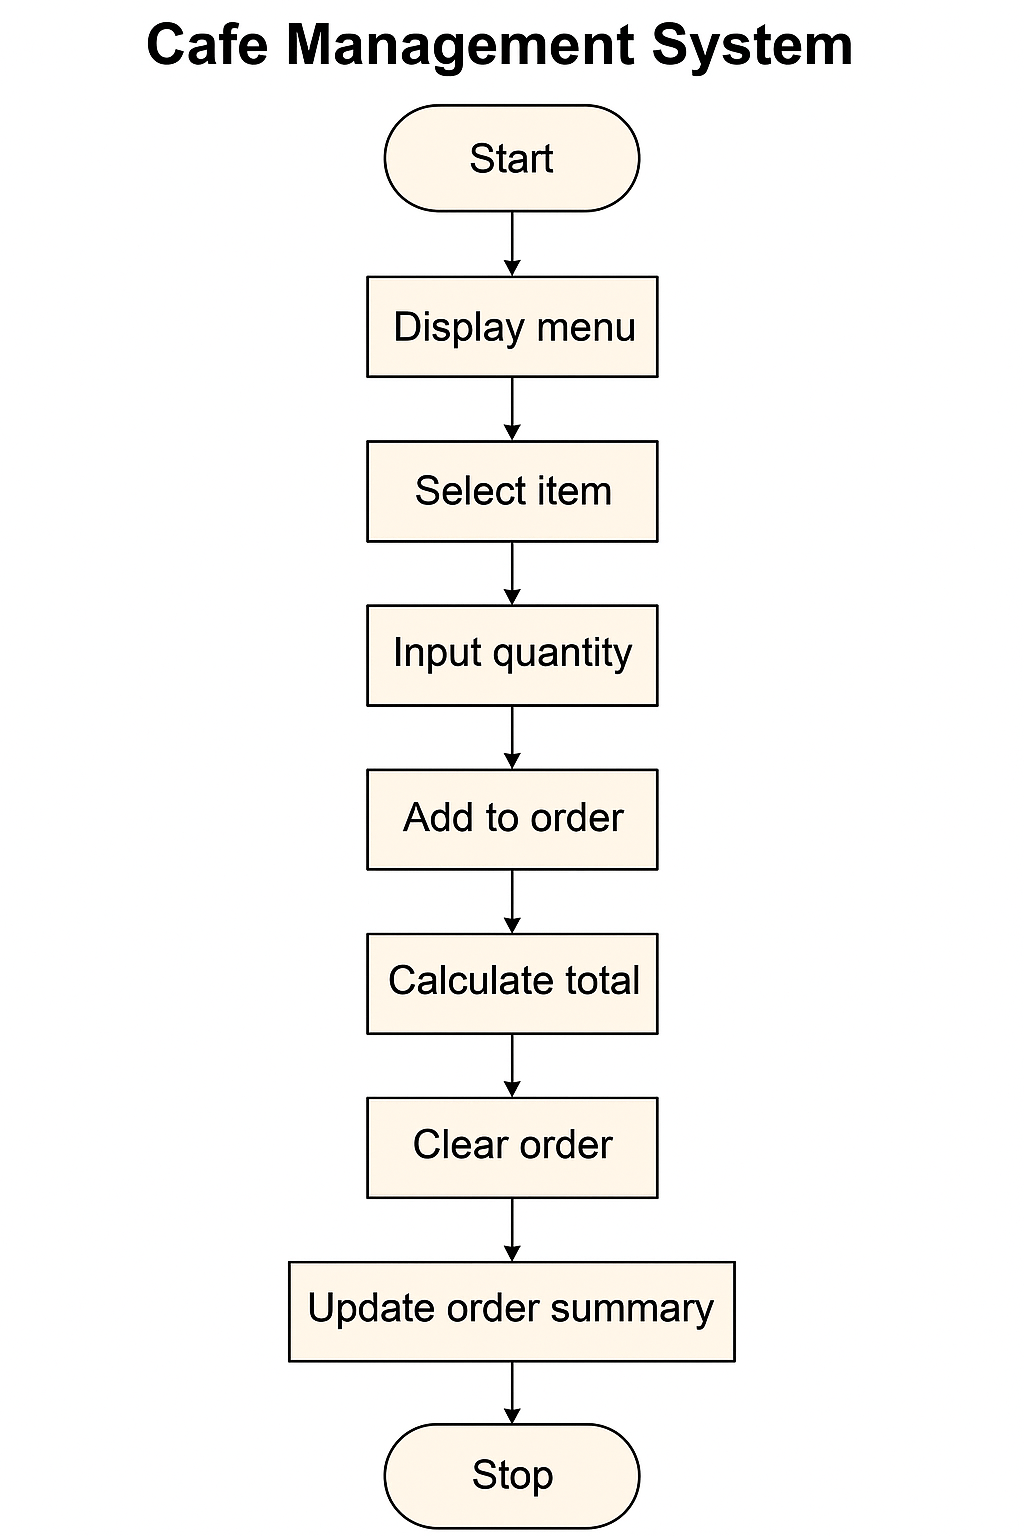 Cafe Management System
Start
Display menu
Select item
Input quantity
Add to order
Calculate total
Clear order
Update order summary
Stop